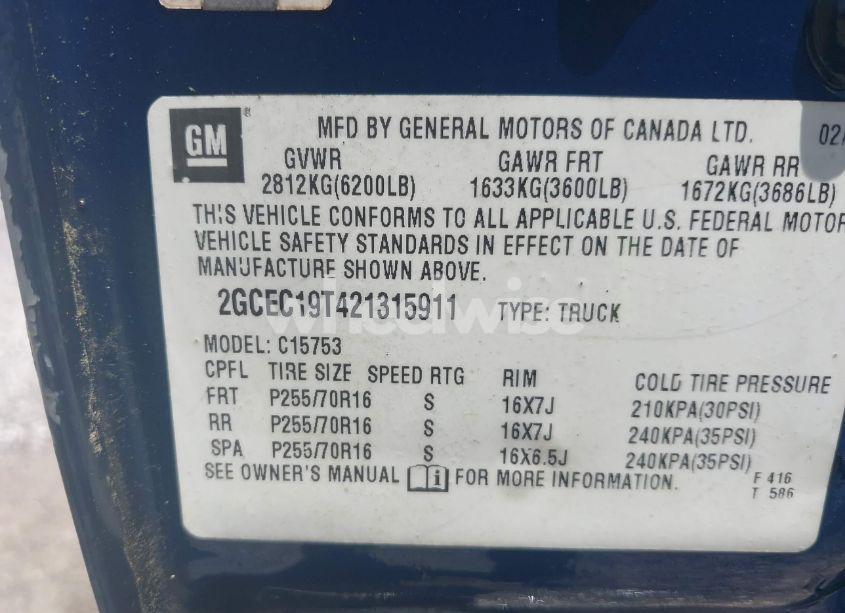 GM ®
MFD BY GENERAL MOTORS OF CANADA LTD. 02/
GVWR GAWR FRT GAWR RR
2812KG(6200LB) 1633KG(3600LB) 1672KG(3686LB)
THIS VEHICLE CONFORMS TO ALL APPLICABLE U.S. FEDERAL MOTOR
VEHICLE SAFETY STANDARDS IN EFFECT ON THE DATE OF
MANUFACTURE SHOWN ABOVE.
2GCEC19T421315911 TYPE: TRUCK
wheelwise
MODEL: C15753
CPFL TIRE SIZE SPEED RTG RIM COLD TIRE PRESSURE
FRT P255/70R16 S 16X7J 210KPA(30PSI)
RR P255/70R16 S 16X7J 240KPA(35PSI)
SPA P255/70R16 S 16X6.5J 240KPA(35PSI)
SEE OWNER'S MANUAL i FOR MORE INFORMATION.
F 416
T 586